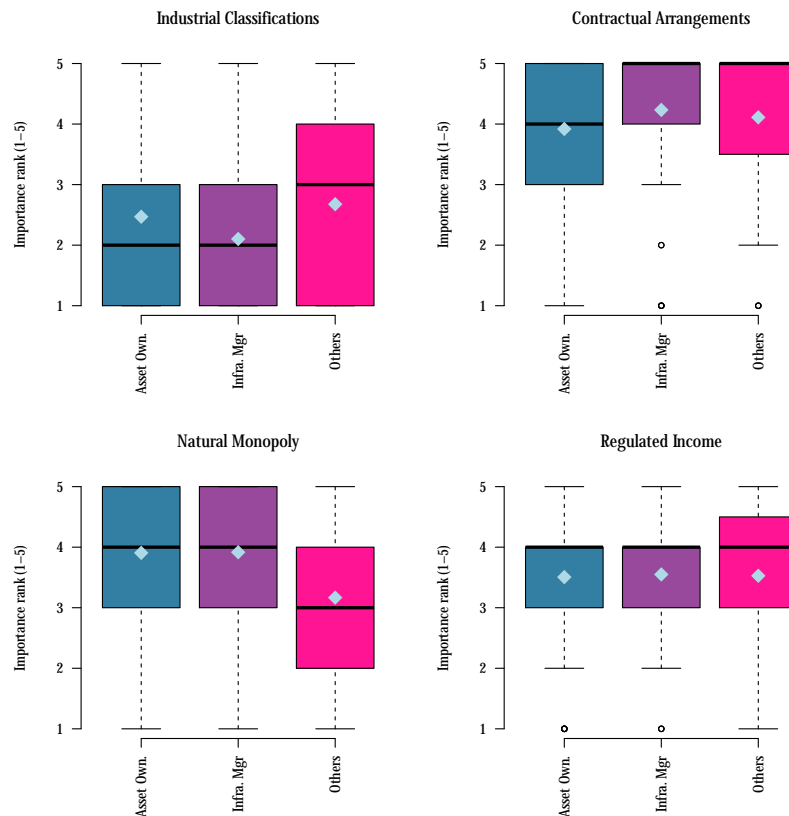 Industrial Classifications
Importance rank (1−5)
5
4
3
2
1
Asset Own.
Infra. Mgr
Others
Contractual Arrangements
Importance rank (1−5)
5
4
3
2
1
Asset Own.
Infra. Mgr
Others
Natural Monopoly
Importance rank (1−5)
5
4
3
2
1
Asset Own.
Infra. Mgr
Others
Regulated Income
Importance rank (1−5)
5
4
3
2
1
Asset Own.
Infra. Mgr
Others